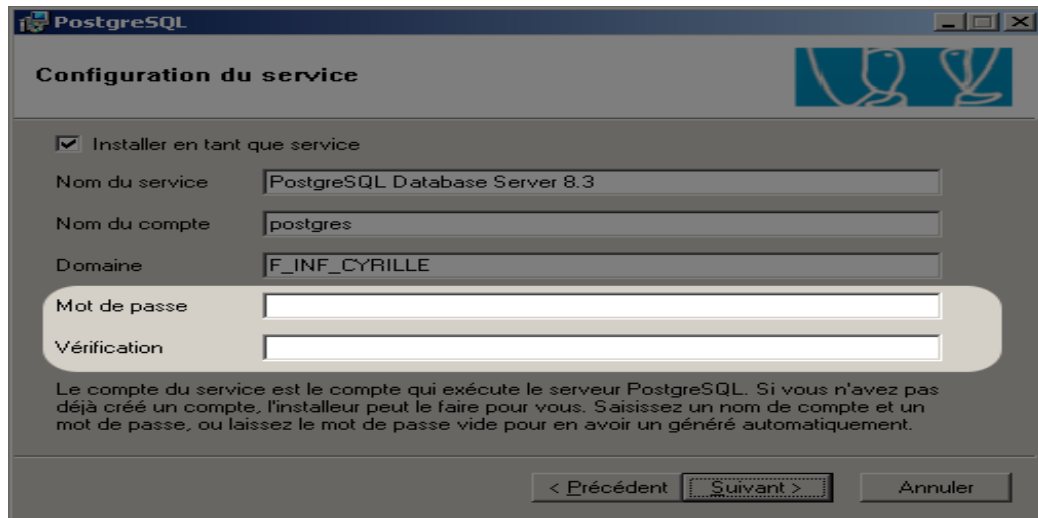 PostgreSQL
Configuration du service
Installer en tant que service
Nom du service PostgreSQL Database Server 8.3
Nom du compte postgres
Domaine F_INF_CYRILLE
Mot de passe
Vérification
Le compte du service est le compte qui exécute le serveur PostgreSQL. Si vous n'avez pas
déjà créé un compte, l'installeur peut le faire pour vous. Saisissez un nom de compte et un
mot de passe, ou laissez le mot de passe vide pour en avoir un généré automatiquement.
< Précédent Suivant > Annuler